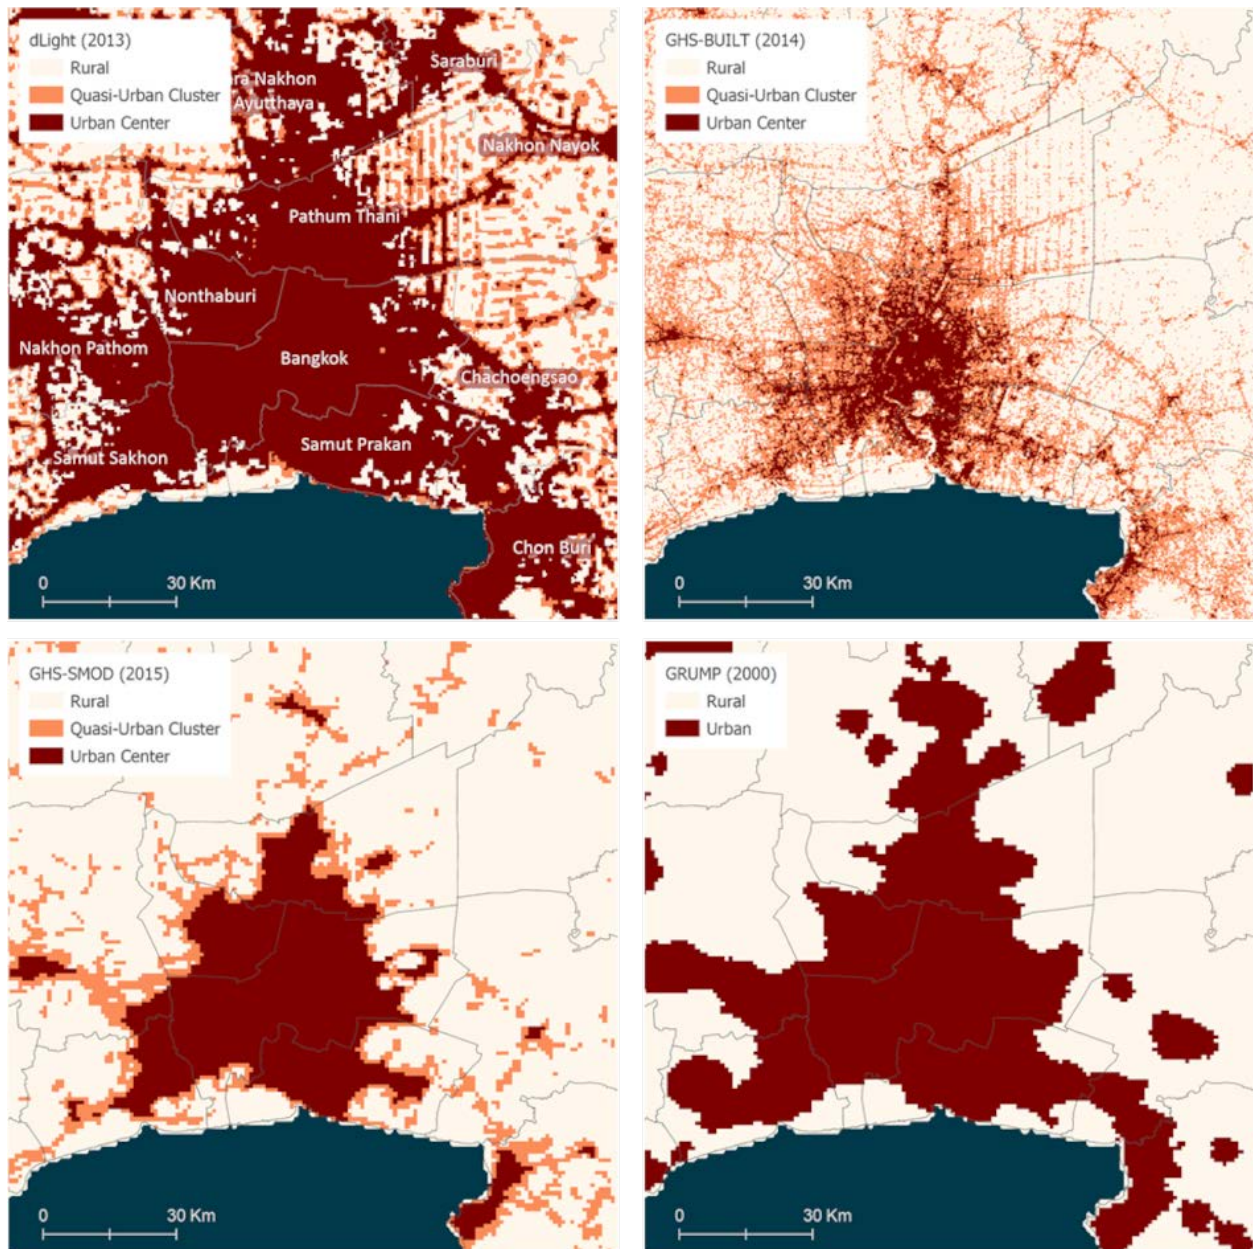 dLight (2013)
Rural
Quasi-Urban Cluster
Urban Center
ara Nakhon
Ayutthaya
Saraburi
Nakhon Nayok
Pathum Thani
Nonthaburi
Nakhon Pathom
Bangkok
Chachoengsao
Samut Prakan
Samut Sakhon
Chon Buri
0 30 Km
GHS-BUILT (2014)
Rural
Quasi-Urban Cluster
Urban Center
0 30 Km
GHS-SMOD (2015)
Rural
Quasi-Urban Cluster
Urban Center
0 30 Km
GRUMP (2000)
Rural
Urban
0 30 Km